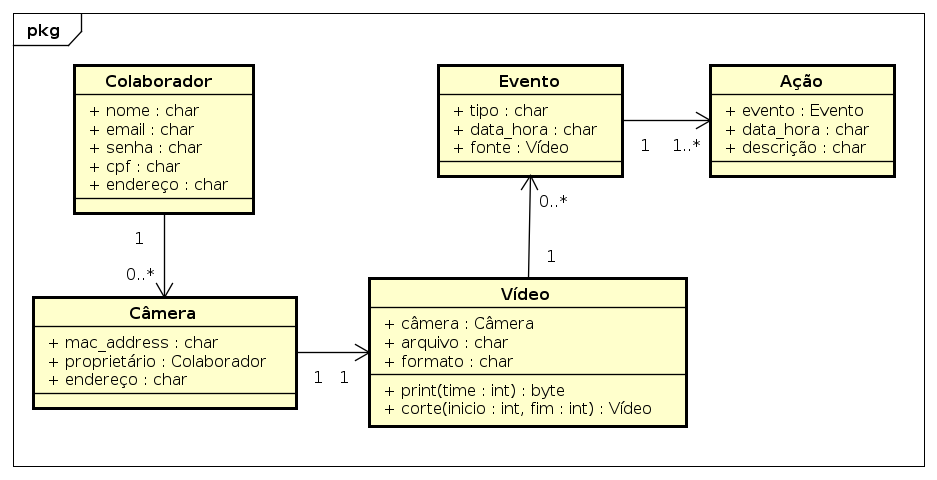 pkg
Colaborador
+ nome : char
+ email : char
+ senha : char
+ cpf : char
+ endereço : char
Evento
+ tipo : char
+ data_hora : char
+ fonte : Vídeo
Ação
+ evento : Evento
+ data_hora : char
+ descrição : char
1
1..*
1
0..*
0..*
1
Câmera
+ mac_address : char
+ proprietário : Colaborador
+ endereço : char
1
1
Vídeo
+ câmera : Câmera
+ arquivo : char
+ formato : char
+ print(time : int) : byte
+ corte(inicio : int, fim : int) : Vídeo